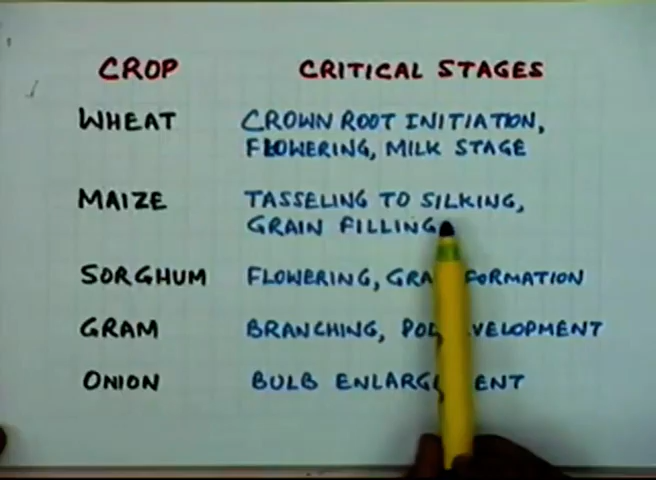 CROP CRITICAL STAGES
WHEAT CROWN ROOT INITIATION,
FLOWERING, MILK STAGE
MAIZE TASSELING TO SILKING,
GRAIN FILLING
SORGHUM FLOWERING, FORMATION
GRAM BRANCHING,
ONION BULB